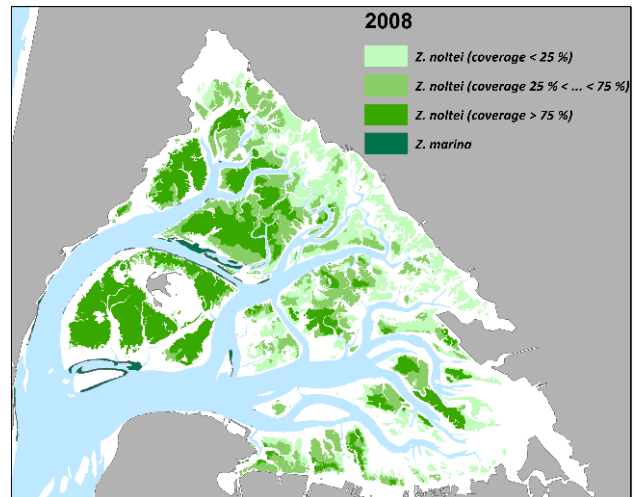 2008
Z. noltei (coverage < 25 %)
Z. noltei (coverage 25 % < ... < 75 %)
Z. noltei (coverage > 75 %)
Z. marina